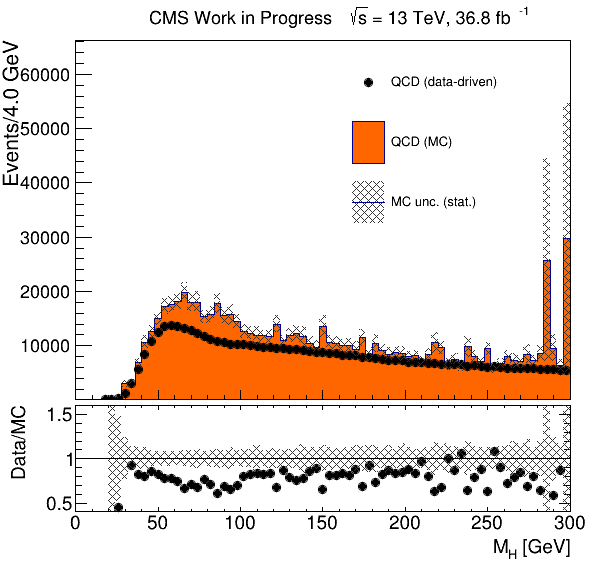 CMS Work in Progress √s = 13 TeV, 36.8 fb -1
Events/4.0 GeV
60000
50000
40000
30000
20000
10000
QCD (data-driven)
QCD (MC)
MC unc. (stat.)
Data/MC
1.5
1
0.5
0 50 100 150 200 250 300
M_H [GeV]